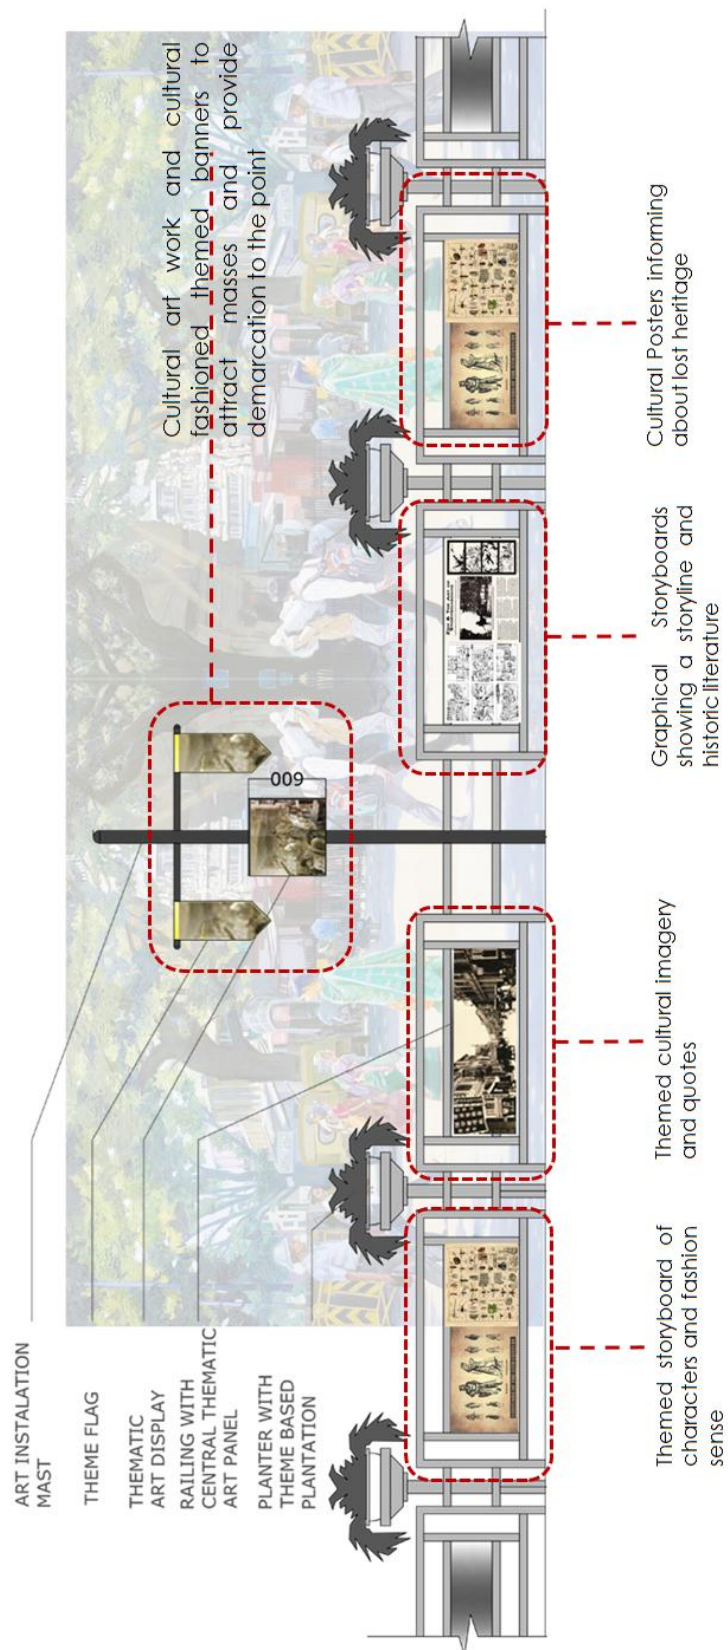 ART INSTALATION
MAST
THEME FLAG
THEMATIC
ART DISPLAY
RAILING WITH
CENTRAL THEMATIC
ART PANEL
PLANTER WITH
THEME BASED
PLANTATION
Cultural art work and cultural
fashioned themed banners to
attract masses and provide
demarcation to the point
600
Themed storyboard of
characters and fashion
sense
Themed cultural imagery
and quotes
Graphical Storyboards
showing a storyline and
historic literature
Cultural Posters informing
about lost heritage